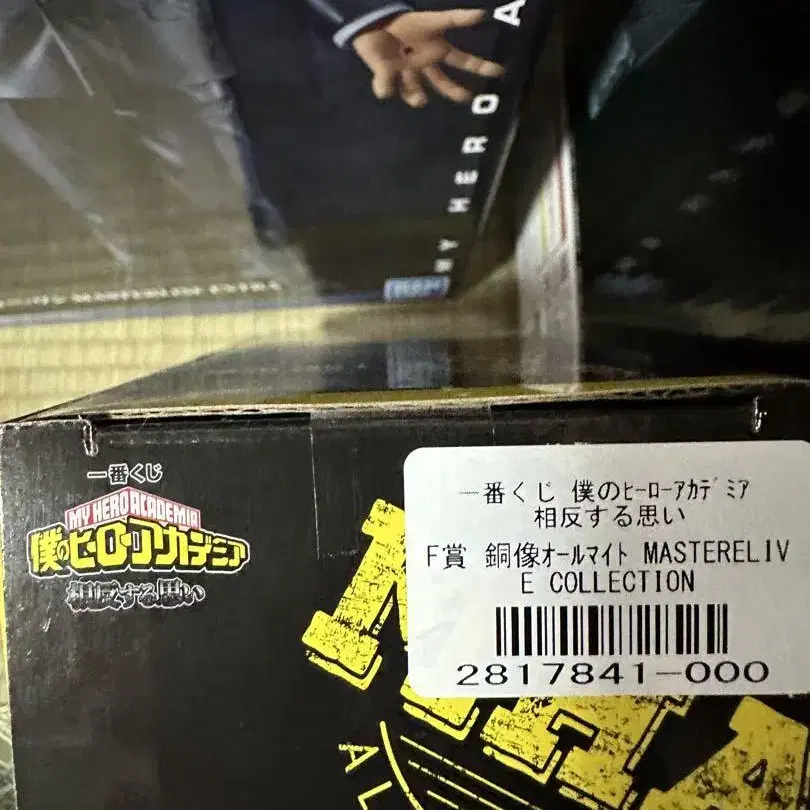 MY HERO A
一番くじ
MY HERO ACADEMIA
僕のヒーローアカデミア
相反する思い
一番くじ 僕のﾋｰﾛｰｱｶﾃﾞﾐｱ
相反する思い
F賞 銅像ｵｰﾙﾏｲﾄ MASTERELIV
E COLLECTION
2817841-000
AL